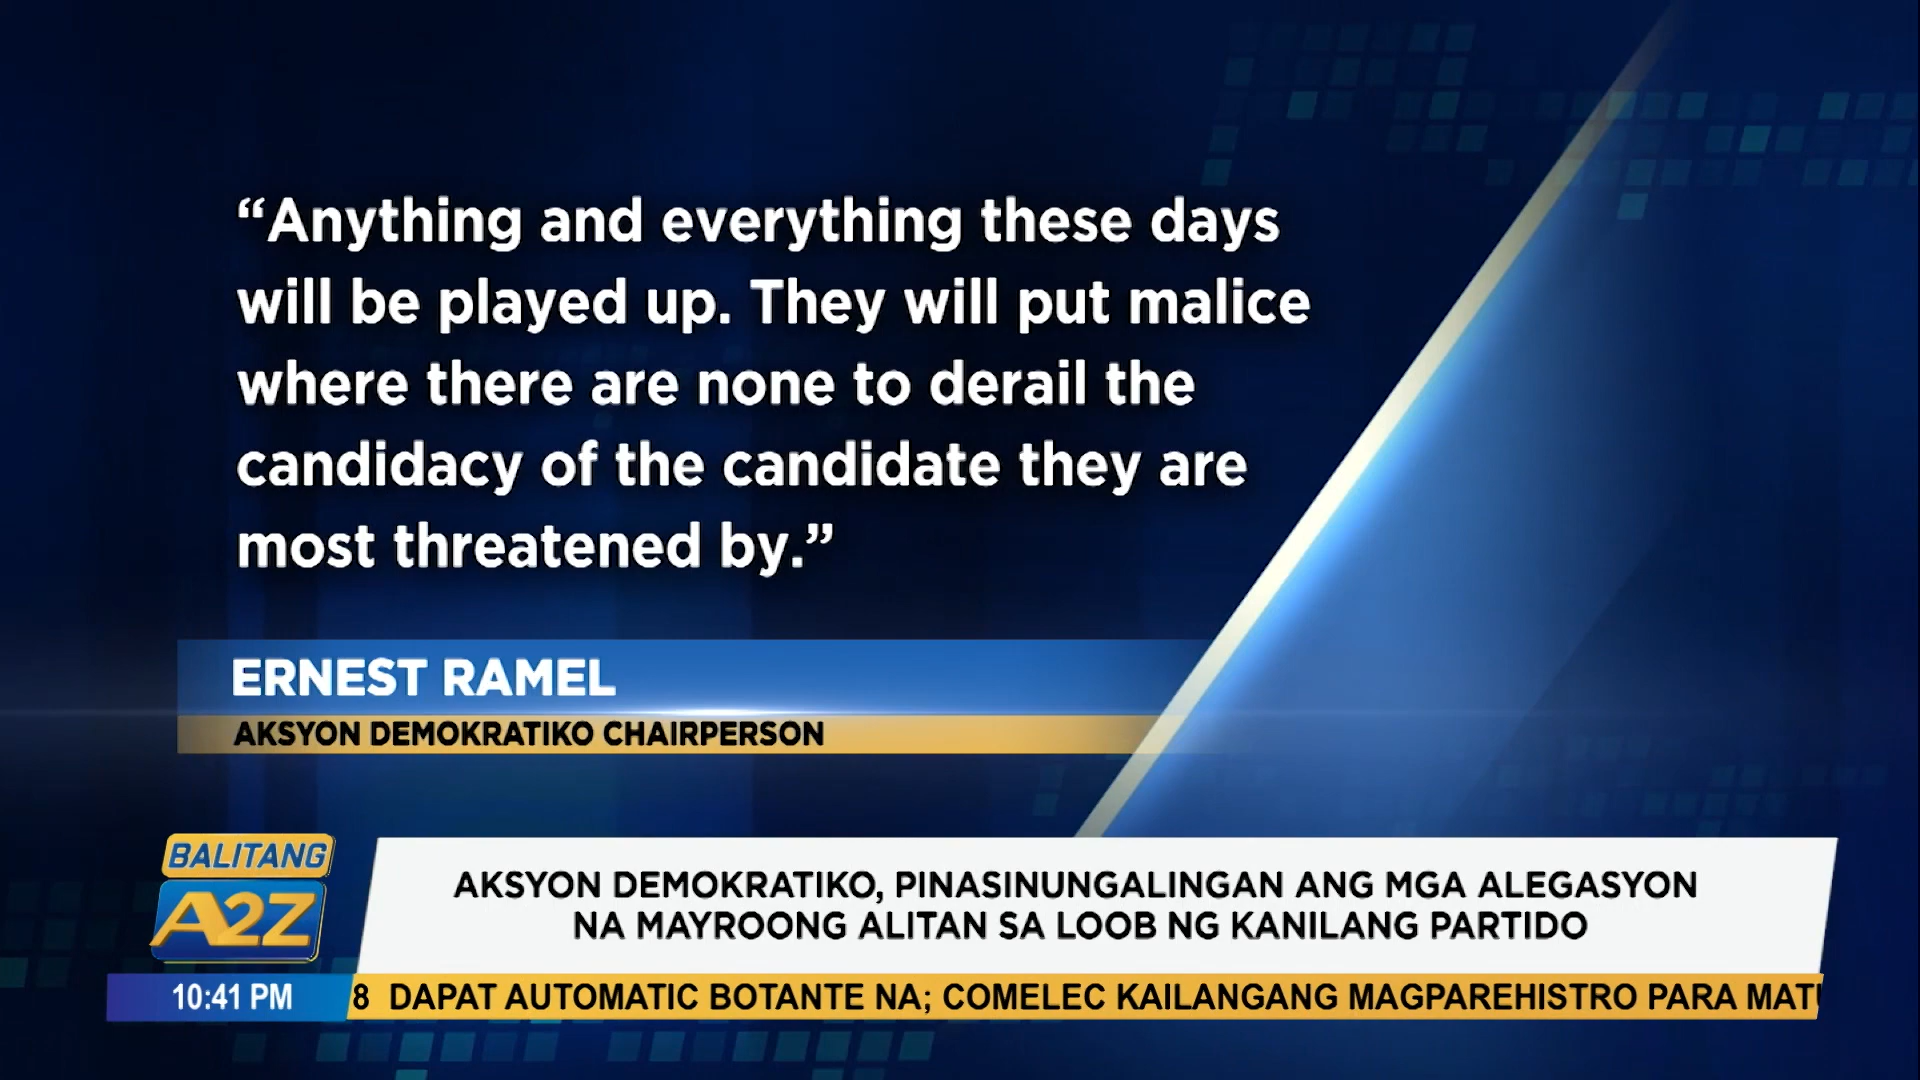 “Anything and everything these days
will be played up. They will put malice
where there are none to derail the
candidacy of the candidate they are
most threatened by.”
ERNEST RAMEL
AKSYON DEMOKRATIKO CHAIRPERSON
BALITANG
A2Z
AKSYON DEMOKRATIKO, PINASINUNGALINGAN ANG MGA ALEGASYON
NA MAYROONG ALITAN SA LOOB NG KANILANG PARTIDO
10:41 PM
8 DAPAT AUTOMATIC BOTANTE NA; COMELEC KAILANGANG MAGPAREHISTRO PARA